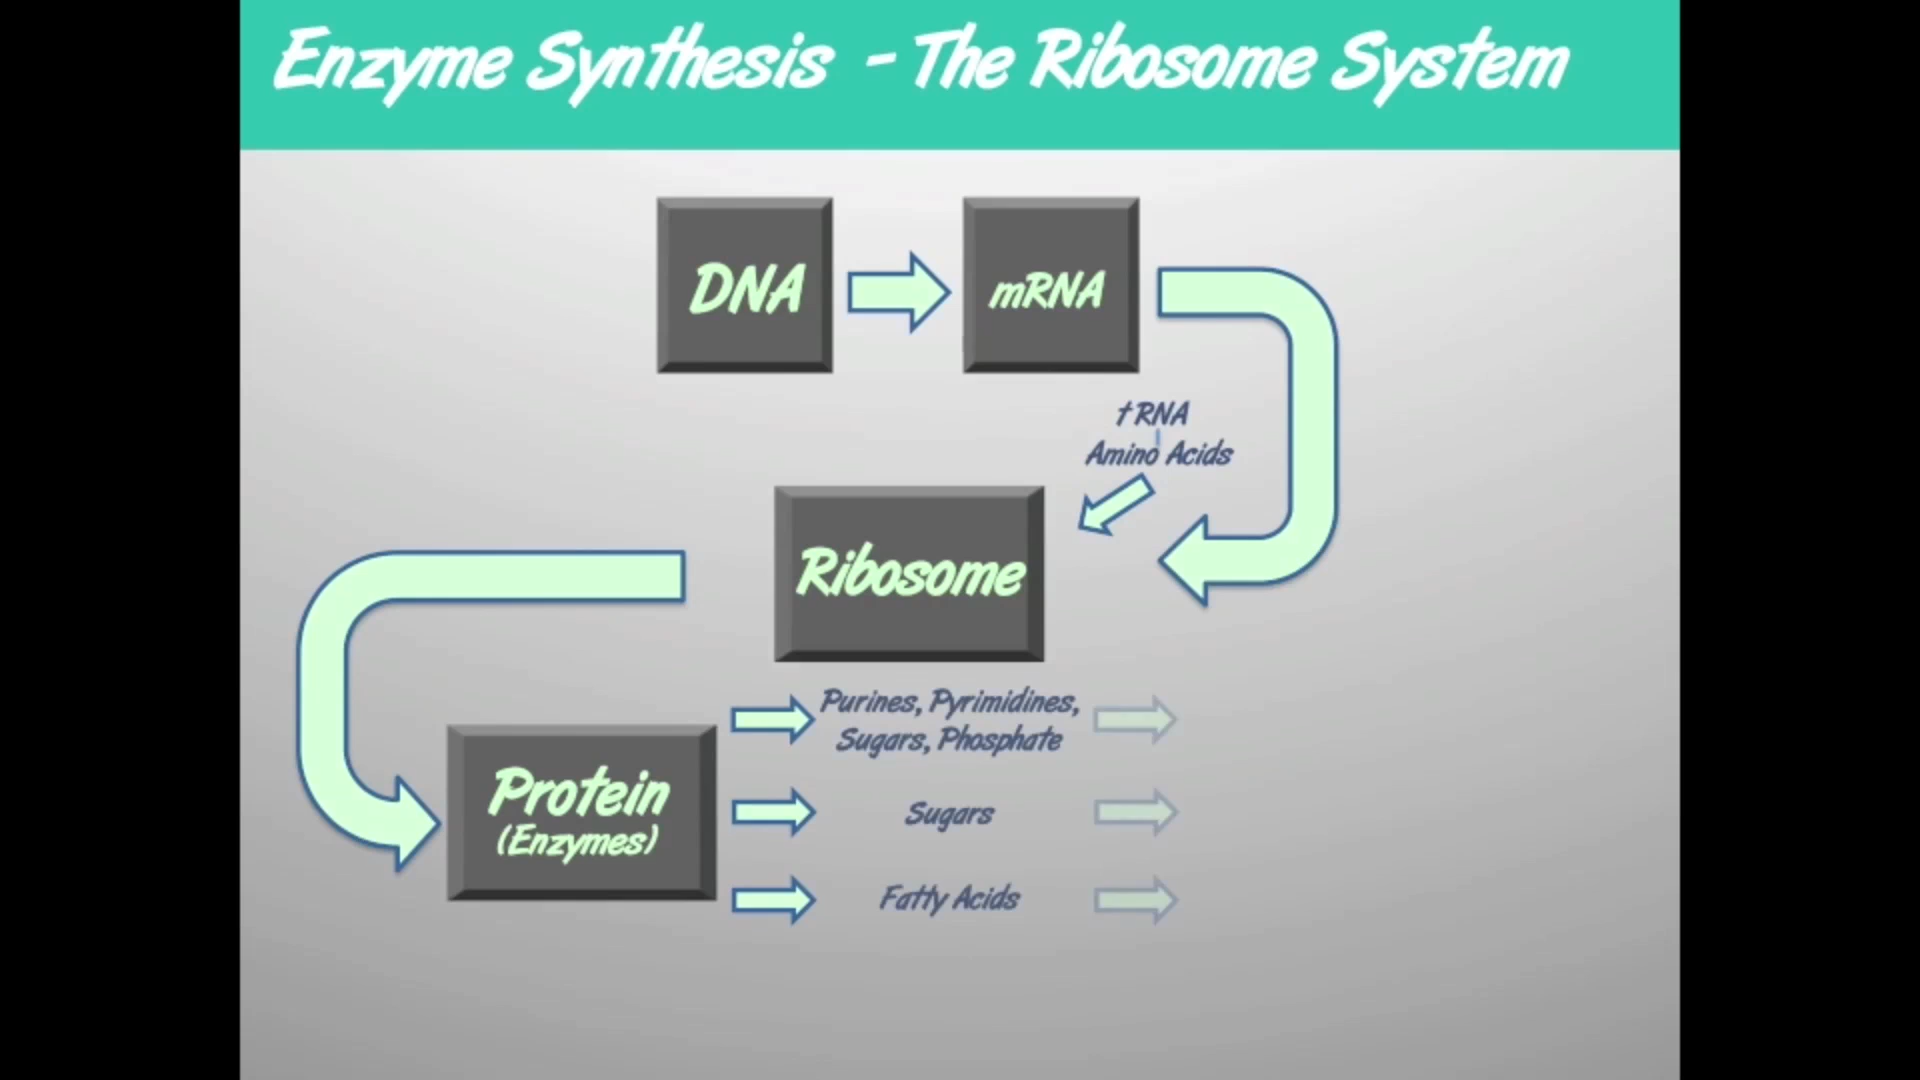 Enzyme Synthesis - The Ribosome System
DNA
mRNA
tRNA
Amino Acids
Ribosome
Purines, Pyrimidines,
Sugars, Phosphate
Protein
(Enzymes)
Sugars
Fatty Acids